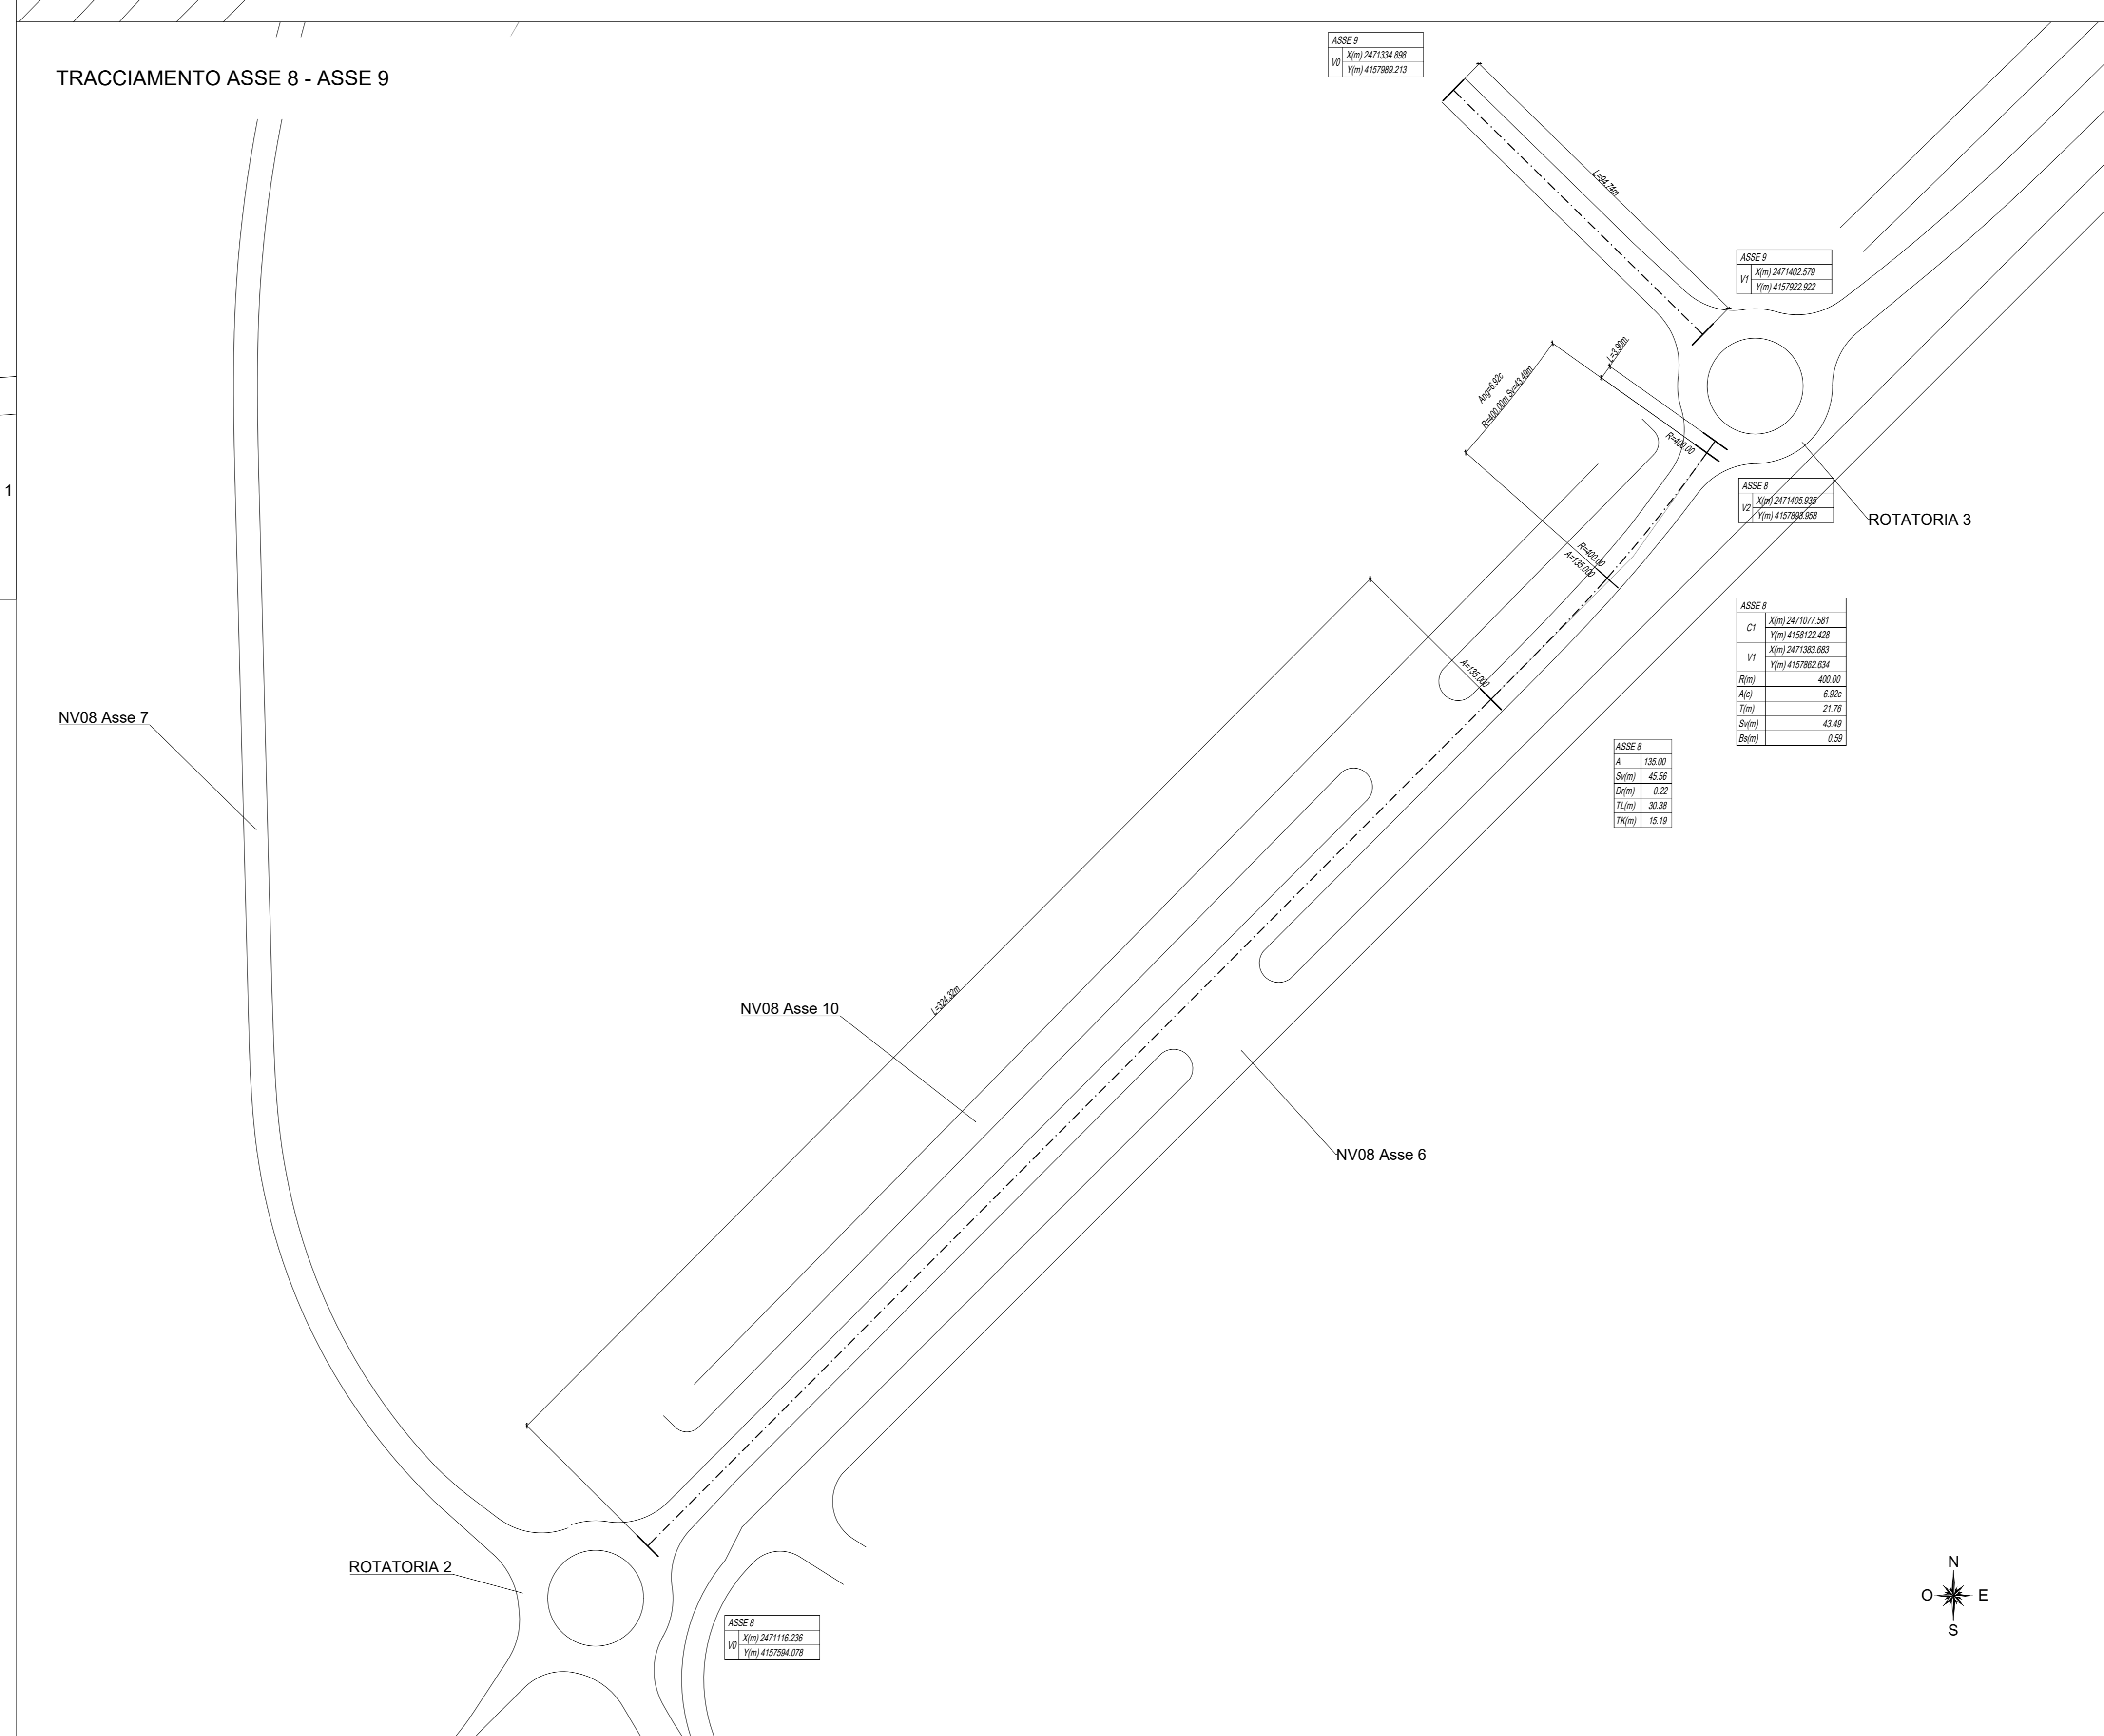 TRACCIAMENTO ASSE 8 - ASSE 9
ASSE 9
V0
X(m) 2471334.898
Y(m) 4157989.213
L=94.74m
ASSE 9
V1
X(m) 2471402.579
Y(m) 4157922.922
L=3.90m
Ang=6.92c
R=400.00m Sv=43.49m
R=400.00
1
ASSE 8
V2
X(m) 2471405.935
Y(m) 4157893.958
ROTATORIA 3
R=400.00
A=135.000
ASSE 8
C1
X(m) 2471077.581
Y(m) 4158122.428
V1
X(m) 2471383.683
Y(m) 4157862.634
R(m) 400.00
A(c) 6.92c
T(m) 21.76
Sv(m) 43.49
Bs(m) 0.59
A=135.000
NV08 Asse 7
ASSE 8
A 135.00
Sv(m) 45.56
Dr(m) 0.22
TL(m) 30.38
TK(m) 15.19
L=324.32m
NV08 Asse 10
NV08 Asse 6
ROTATORIA 2
N
O E
S
ASSE 8
V0
X(m) 2471116.236
Y(m) 4157594.078